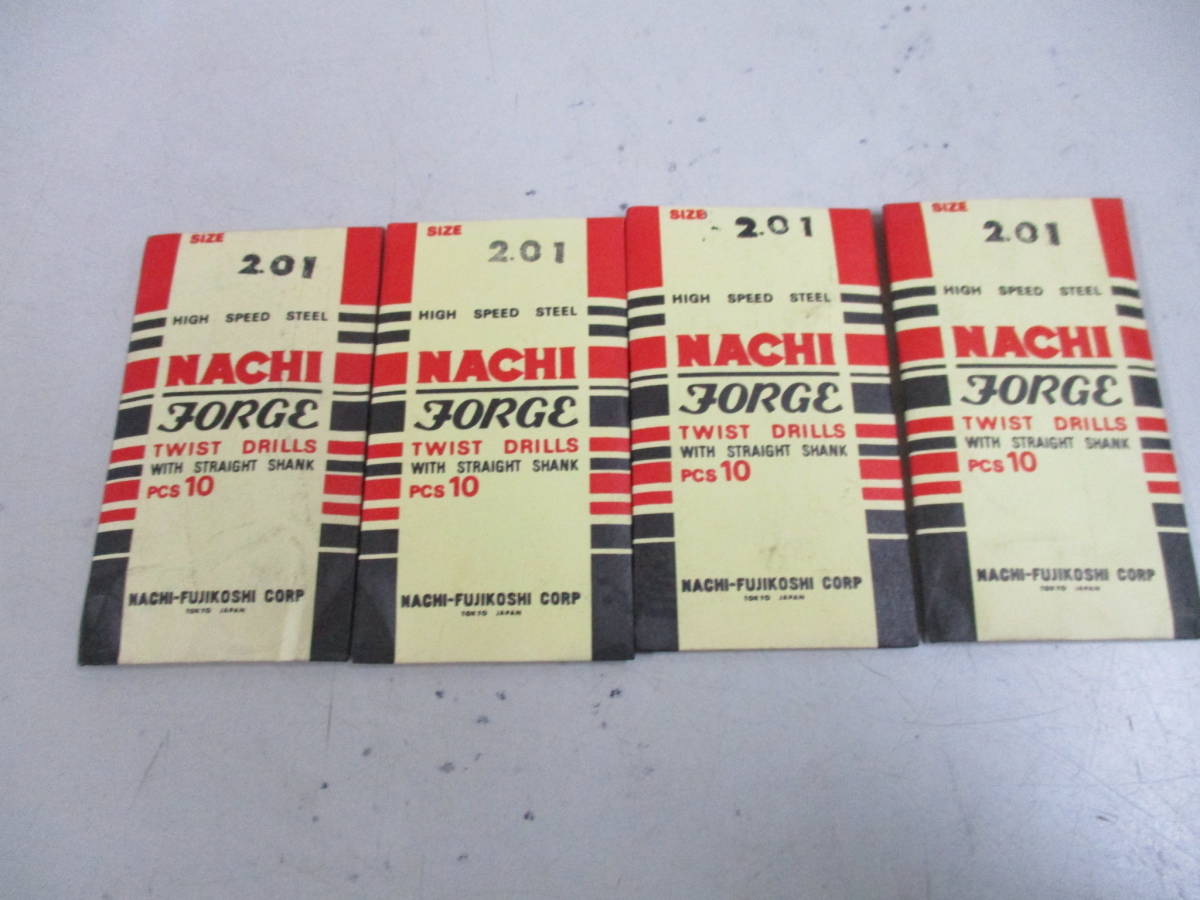 SIZE
2.01
HIGH SPEED STEEL
NACHI
FORGE
TWIST DRILLS
WITH STRAIGHT SHANK
PCS 10
NACHI-FUJIKOSHI CORP
TOKYO JAPAN
SIZE
2.01
HIGH SPEED STEEL
NACHI
FORGE
TWIST DRILLS
WITH STRAIGHT SHANK
PCS 10
NACHI-FUJIKOSHI CORP
TOKYO JAPAN
SIZE
2.01
HIGH SPEED STEEL
NACHI
FORGE
TWIST DRILLS
WITH STRAIGHT SHANK
PCS 10
NACHI-FUJIKOSHI CORP
TOKYO JAPAN
SIZE
2.01
HIGH SPEED STEEL
NACHI
FORGE
TWIST DRILLS
WITH STRAIGHT SHANK
PCS 10
NACHI-FUJIKOSHI CORP
TOKYO JAPAN